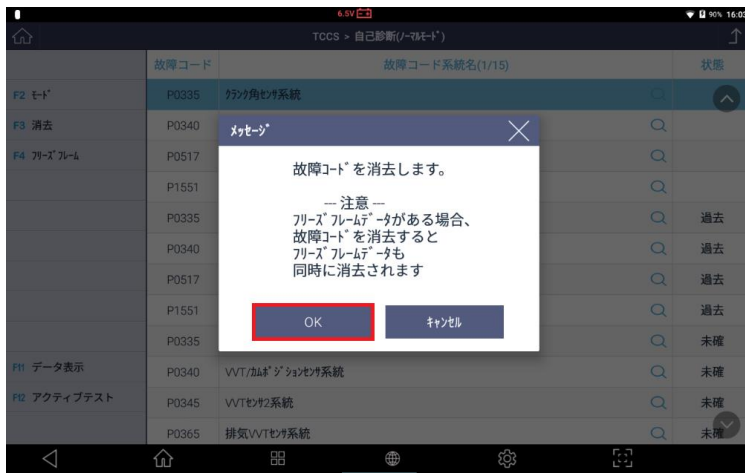 6.5V
90% 16:03
TCCS > 自己診断(ﾉｰﾏﾙﾓｰﾄﾞ)
故障コード 故障コード系統名(1/15) 状態
F2 ﾓｰﾄﾞ
P0335 ｸﾗﾝｸ角ｾﾝｻ系統
F3 消去
P0340
F4 ﾌﾘｰｽﾞﾌﾚｰﾑ
P0517
P1551
P0335 過去
P0340 過去
P0517 過去
P1551 過去
P0335 未確
F11 データ表示
P0340 VVT/ｶﾑﾎﾟｼﾞｼｮﾝｾﾝｻ系統 未確
F12 アクティブテスト
P0345 VVTｾﾝｻ2系統 未確
P0365 排気VVTｾﾝｻ系統 未確
ﾒｯｾｰｼﾞ
故障ｺｰﾄﾞを消去します。
--- 注意 ---
ﾌﾘｰｽﾞﾌﾚｰﾑﾃﾞｰﾀがある場合、
故障ｺｰﾄﾞを消去すると
ﾌﾘｰｽﾞﾌﾚｰﾑﾃﾞｰﾀも
同時に消去されます
OK ｷｬﾝｾﾙ